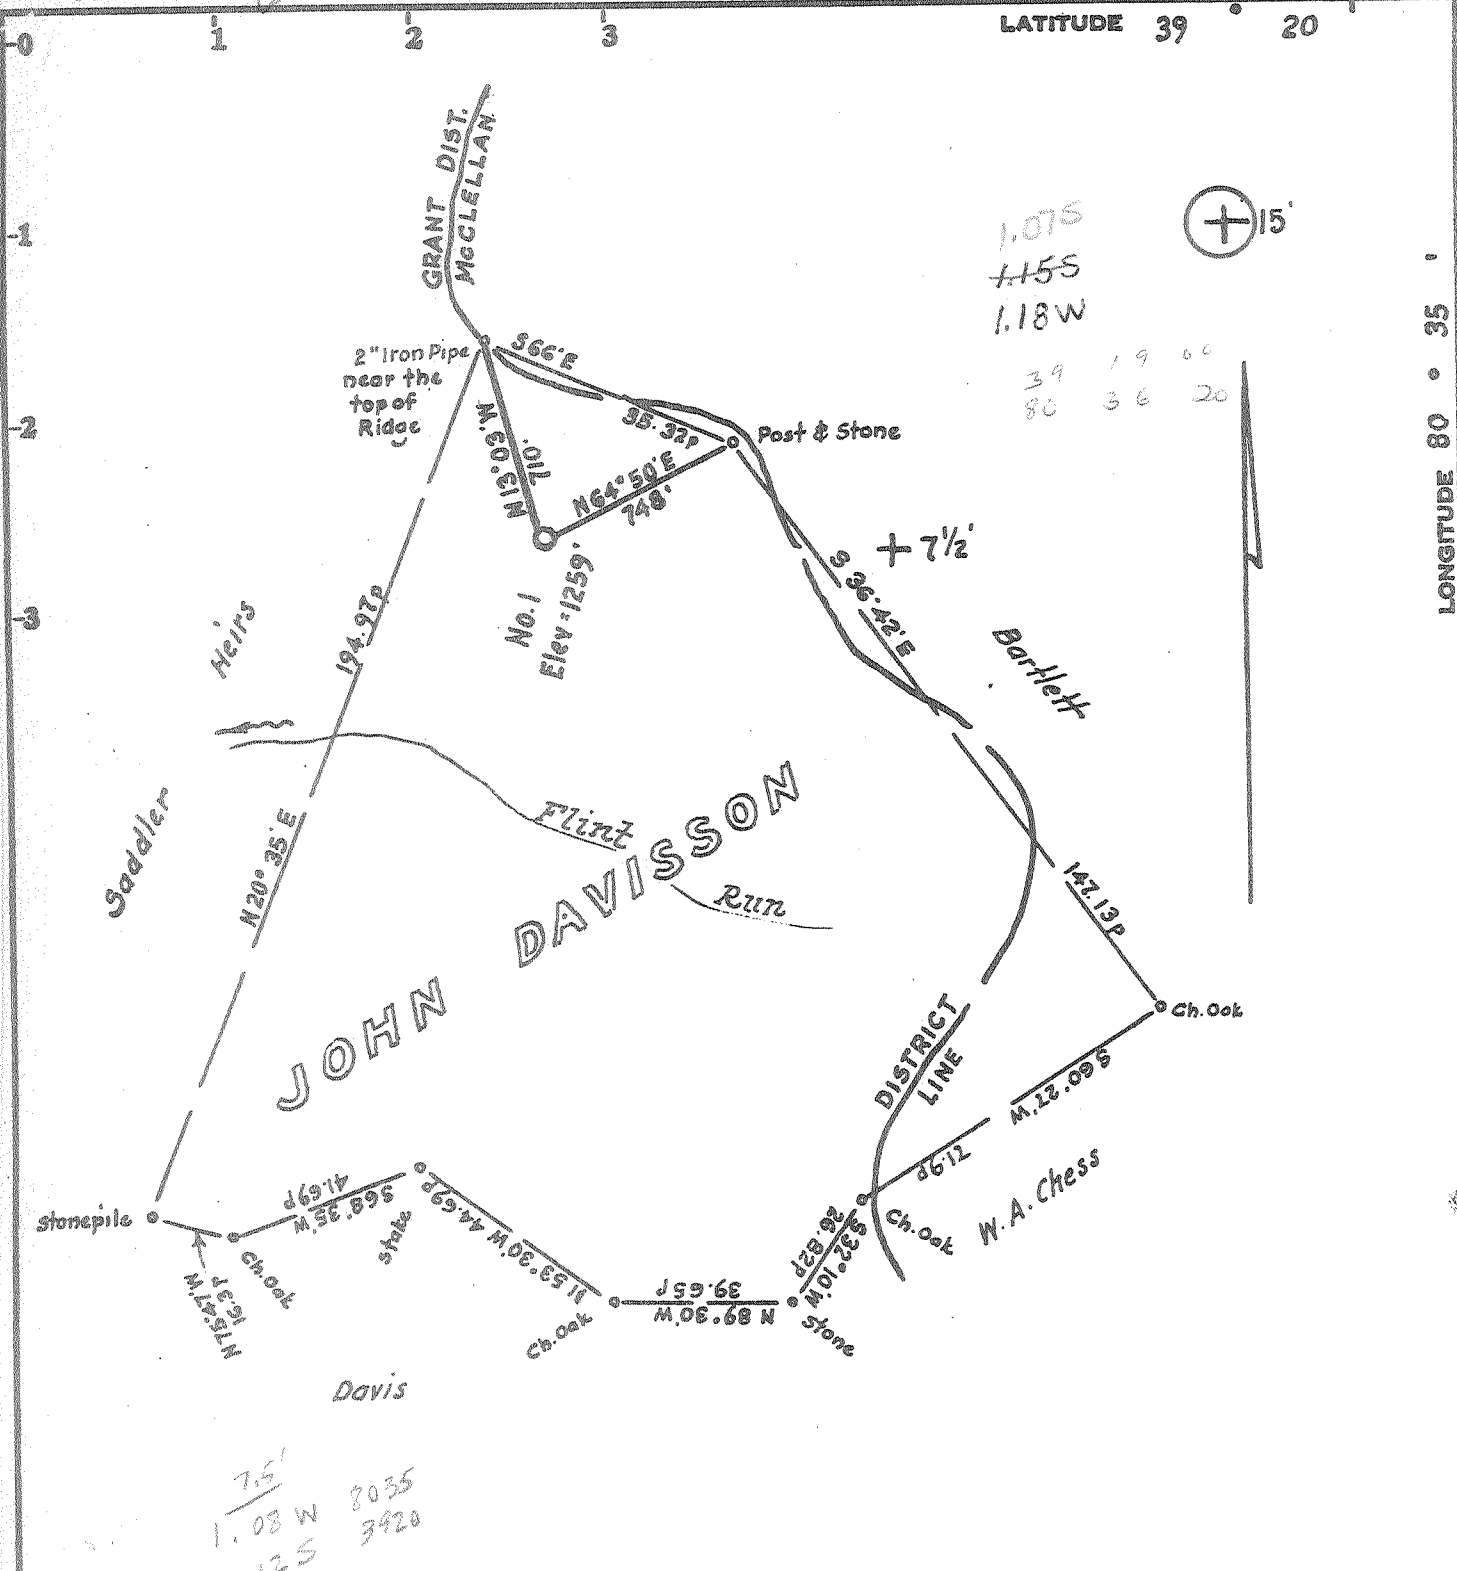 LATITUDE 39 ° 20 '
0
1
2
3
1
2
3
GRANT DIST.
McCLELLAN
1.07S
1.15S
1.18W
15'
39 19 00
80 36 20
LONGITUDE 80 ° 35 '
2" Iron Pipe
near the
top of
Ridge
S66°E
35.32p
Post & Stone
N13°03'W
710'
N64°50'E
748'
+ 7½'
No.1
Elev=1259'
S 36°42'E
147.13p
Bartlett
Saddler Heirs
194.97p
N20°35'E
Flint Run
JOHN DAVISSON
DISTRICT
LINE
Ch.Oak
S60°27'W
71.9p
W.A.Chess
Ch.Oak
S32°10'W
26.82p
Stone
N 89°30'W
39.65p
Ch.Oak
N53°30'W 44.69p
Stake
S68°35'W
41.69p
Ch.Oak
N75°47'W
16.3p
Stonepile
Davis
7.5'
1.08 W 8035
3920